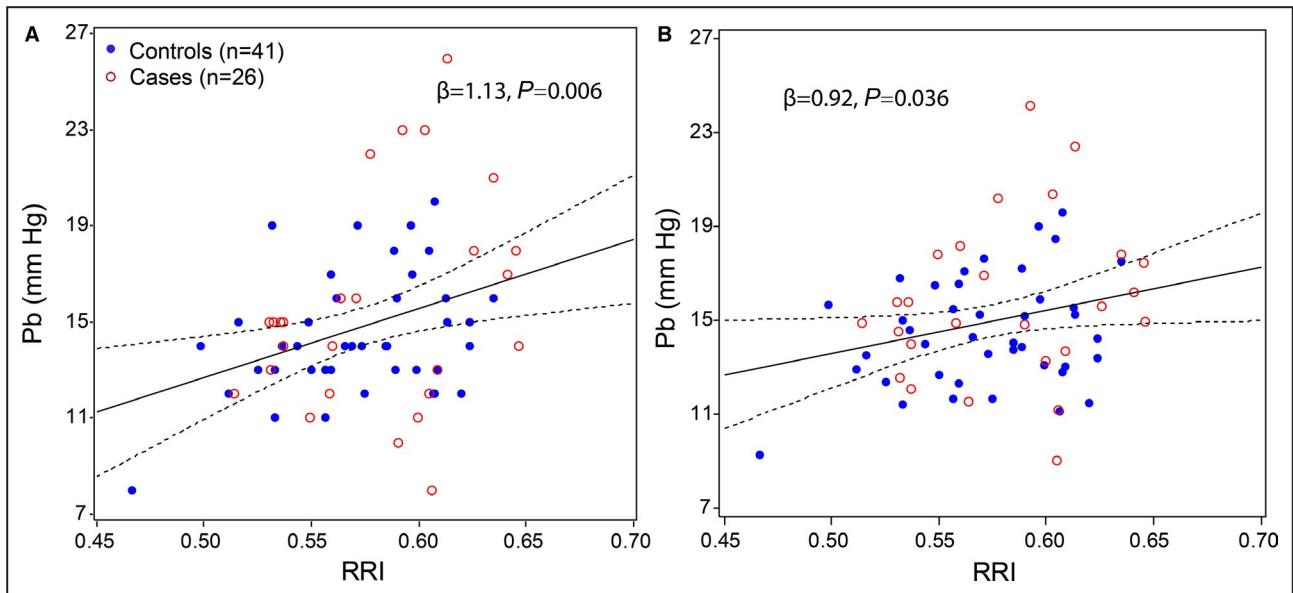 A
Controls (n=41)
Cases (n=26)
β=1.13, P=0.006
Pb (mm Hg)
27
23
19
15
11
7
0.45 0.50 0.55 0.60 0.65 0.70
RRI
B
β=0.92, P=0.036
Pb (mm Hg)
27
23
19
15
11
7
0.45 0.50 0.55 0.60 0.65 0.70
RRI